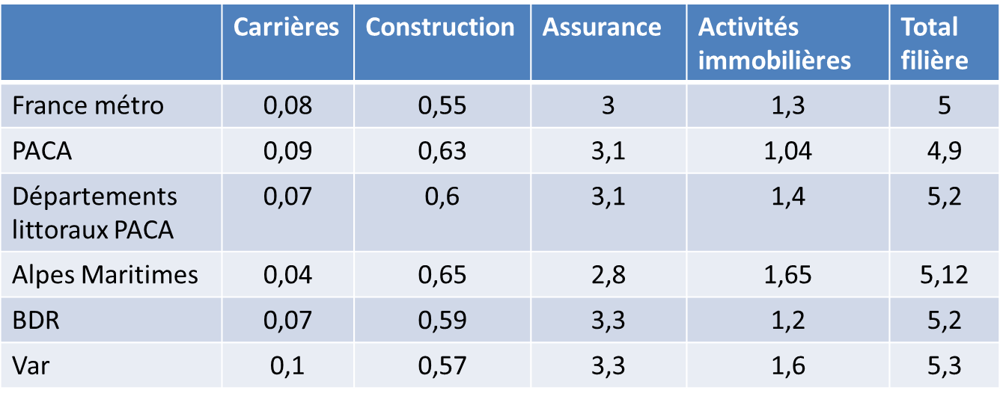 Carrières Construction Assurance Activités immobilières Total filière
France métro 0,08 0,55 3 1,3 5
PACA 0,09 0,63 3,1 1,04 4,9
Départements littoraux PACA 0,07 0,6 3,1 1,4 5,2
Alpes Maritimes 0,04 0,65 2,8 1,65 5,12
BDR 0,07 0,59 3,3 1,2 5,2
Var 0,1 0,57 3,3 1,6 5,3